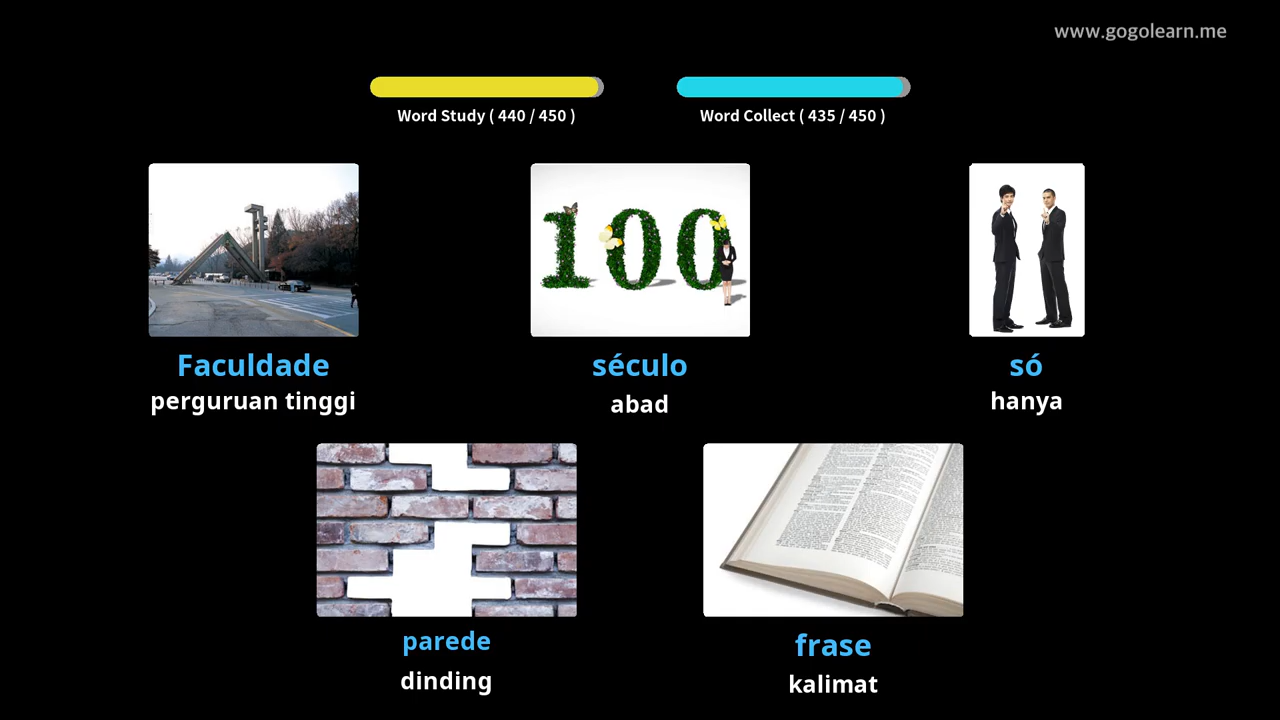 www.gogolearn.me
Word Study ( 440 / 450 )
Word Collect ( 435 / 450 )
Faculdade
perguruan tinggi
século
abad
só
hanya
parede
dinding
frase
kalimat